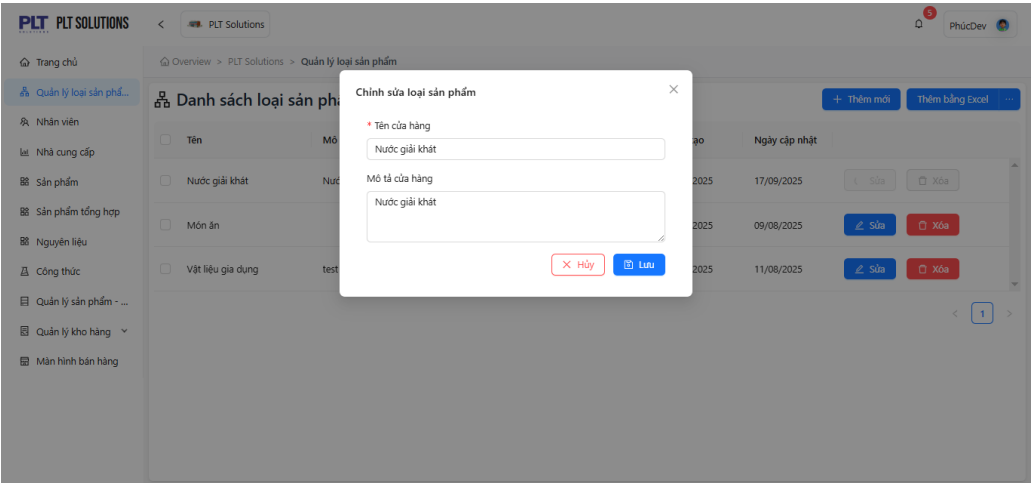 PLT PLT SOLUTIONS
SOLUTIONS
PLT Solutions
5
PhúcDev
Trang chủ
Quản lý loại sản phẩ...
Nhân viên
Nhà cung cấp
Sản phẩm
Sản phẩm tổng hợp
Nguyên liệu
Công thức
Quản lý sản phẩm - ...
Quản lý kho hàng
Màn hình bán hàng
Overview > PLT Solutions > Quản lý loại sản phẩm
Danh sách loại sản ph
+ Thêm mới
Thêm bằng Excel ...
Tên Mô ạo Ngày cập nhật
Nước giải khát Nướ 2025 17/09/2025 Sửa Xóa
Món ăn 2025 09/08/2025 Sửa Xóa
Vật liệu gia dụng test 2025 11/08/2025 Sửa Xóa
< 1 >
Chỉnh sửa loại sản phẩm
* Tên cửa hàng
Nước giải khát
Mô tả cửa hàng
Nước giải khát
Hủy Lưu